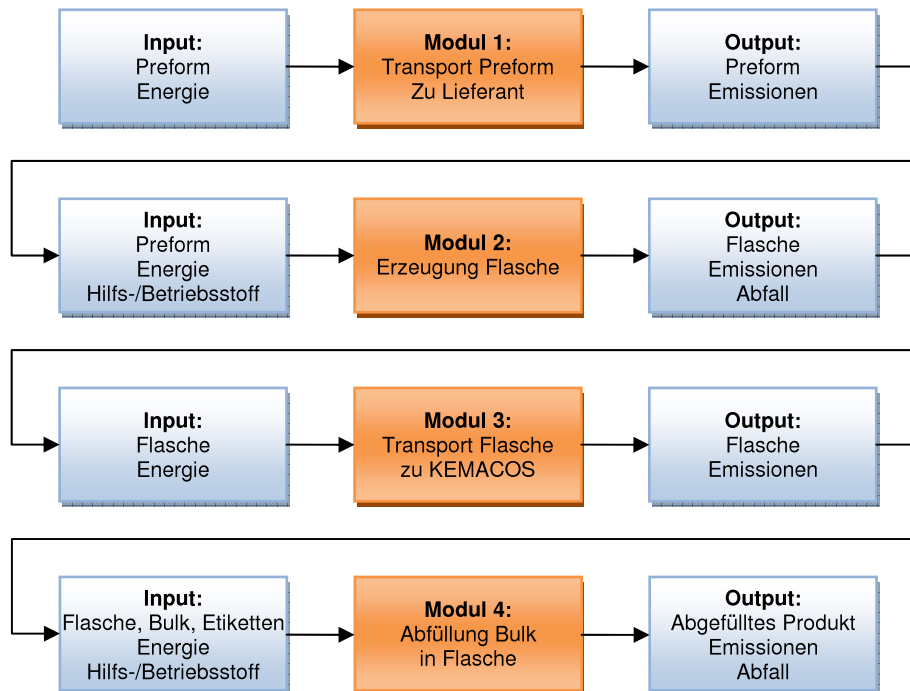 Input:
Preform
Energie
Modul 1:
Transport Preform
Zu Lieferant
Output:
Preform
Emissionen
Input:
Preform
Energie
Hilfs-/Betriebsstoff
Modul 2:
Erzeugung Flasche
Output:
Flasche
Emissionen
Abfall
Input:
Flasche
Energie
Modul 3:
Transport Flasche
zu KEMACOS
Output:
Flasche
Emissionen
Input:
Flasche, Bulk, Etiketten
Energie
Hilfs-/Betriebsstoff
Modul 4:
Abfüllung Bulk
in Flasche
Output:
Abgefülltes Produkt
Emissionen
Abfall